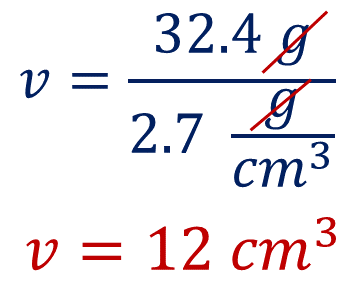 v = 32.4 g
2.7 g
cm³
v = 12 cm³